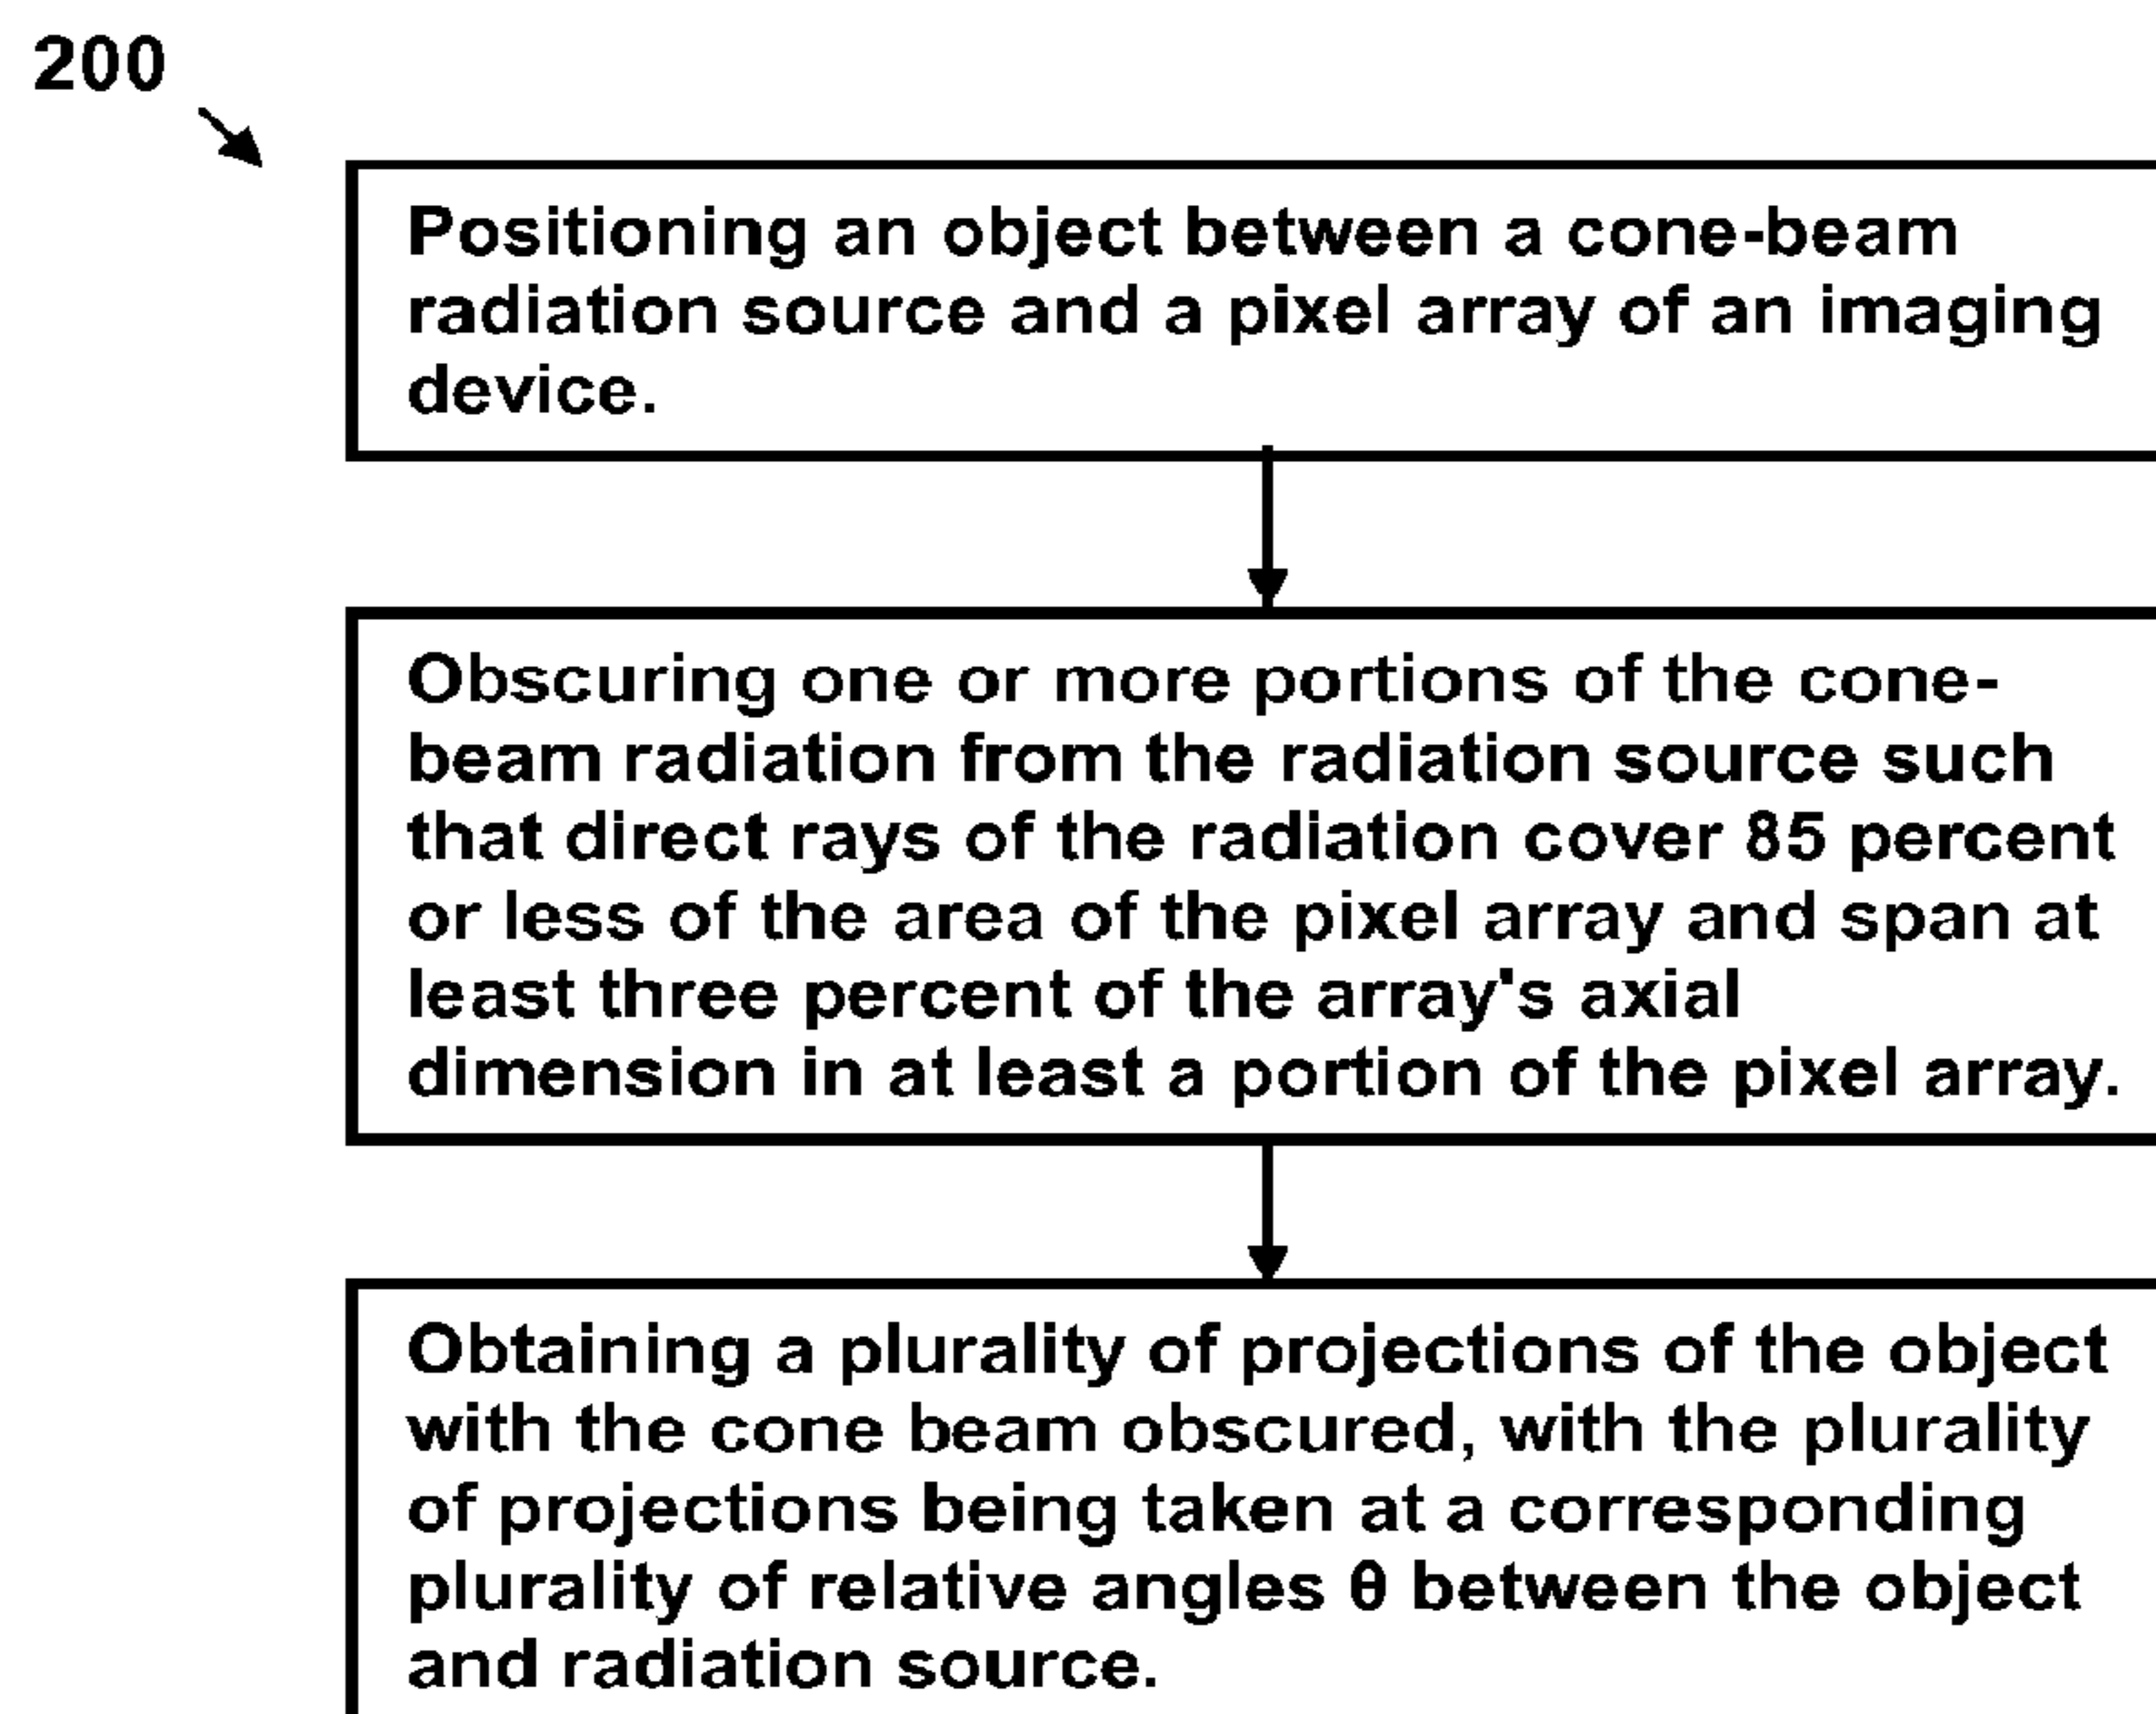 200
Positioning an object between a cone-beam
radiation source and a pixel array of an imaging
device.
Obscuring one or more portions of the cone-
beam radiation from the radiation source such
that direct rays of the radiation cover 85 percent
or less of the area of the pixel array and span at
least three percent of the array's axial
dimension in at least a portion of the pixel array.
Obtaining a plurality of projections of the object
with the cone beam obscured, with the plurality
of projections being taken at a corresponding
plurality of relative angles θ between the object
and radiation source.